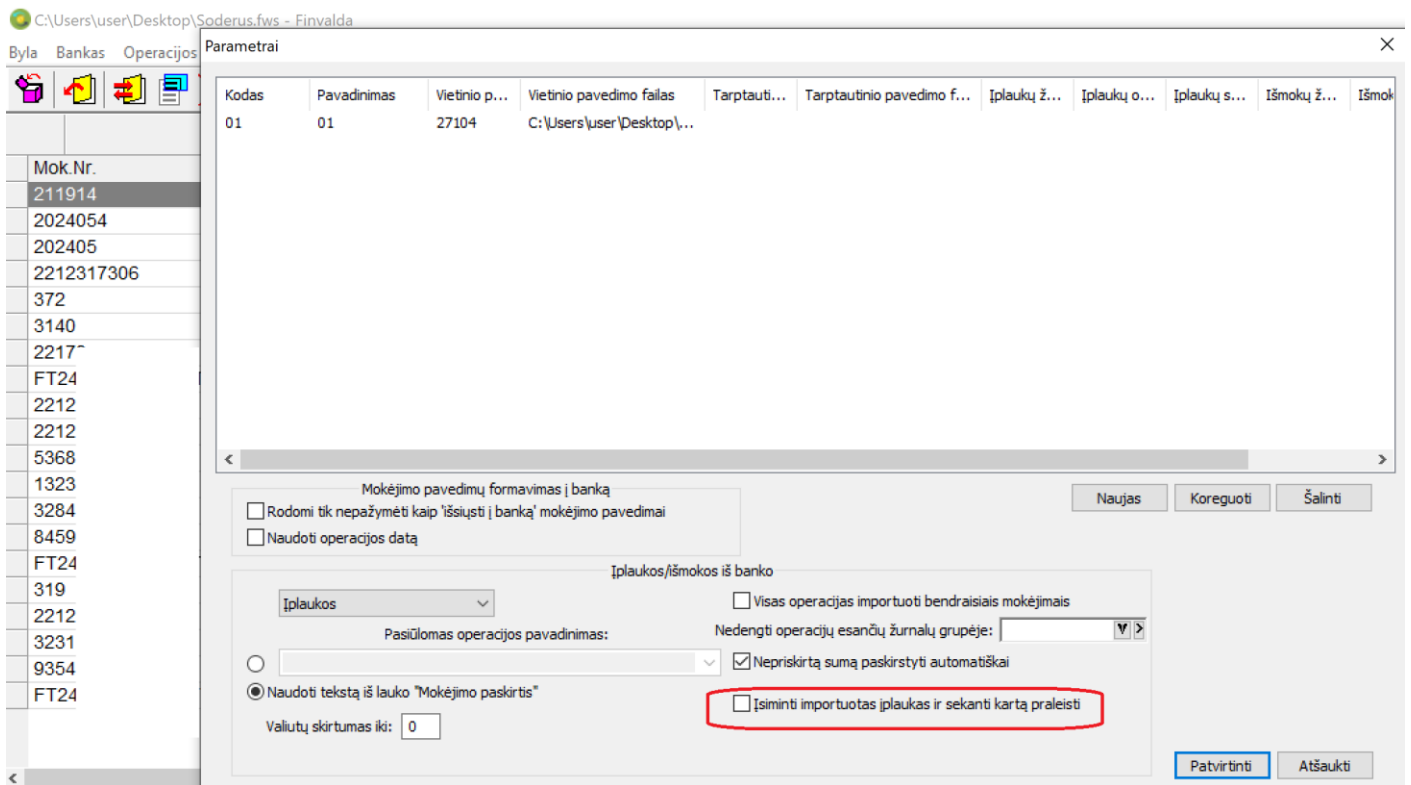 C:\Users\user\Desktop\Soderus.fws - Finvalda
Byla Bankas Operacijos
Parametrai
Kodas Pavadinimas Vietinio p... Vietinio pavedimo failas Tarptauti... Tarptautinio pavedimo f... Įplaukų ž... Įplaukų o... Įplaukų s... Išmokų ž... Išmok
01 01 27104 C:\Users\user\Desktop\...
Mok.Nr.
211914
2024054
202405
2212317306
372
3140
2217
FT24
2212
2212
5368
1323
3284
8459
FT24
319
2212
3231
9354
FT24
Mokėjimo pavedimų formavimas į banką
Rodomi tik nepažymėti kaip 'išsiųsti į banką' mokėjimo pavedimai
Naudoti operacijos datą
Naujas Koreguoti Šalinti
Įplaukos/išmokos iš banko
Įplaukos
Visas operacijas importuoti bendraisiais mokėjimais
Pasiūlomas operacijos pavadinimas:
Nedengti operacijų esančių žurnalų grupėje:
Nepriskirtą sumą paskirstyti automatiškai
Naudoti tekstą iš lauko "Mokėjimo paskirtis"
Įsiminti importuotas įplaukas ir sekanti kartą praleisti
Valiutų skirtumas iki: 0
Patvirtinti Atšaukti